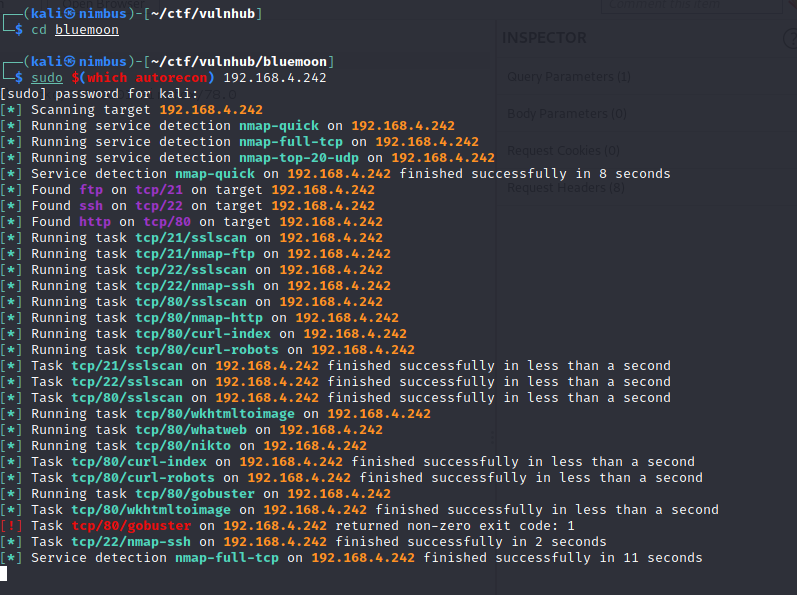 Comment this item
┌──(kali㉿nimbus)-[~/ctf/vulnhub]
└─$ cd bluemoon
INSPECTOR
┌──(kali㉿nimbus)-[~/ctf/vulnhub/bluemoon]
└─$ sudo $(which autorecon) 192.168.4.242
Query Parameters (1)
[sudo] password for kali:
[*] Scanning target 192.168.4.242
Body Parameters (0)
[*] Running service detection nmap-quick on 192.168.4.242
[*] Running service detection nmap-full-tcp on 192.168.4.242
Request Cookies (0)
[*] Running service detection nmap-top-20-udp on 192.168.4.242
[*] Service detection nmap-quick on 192.168.4.242 finished successfully in 8 seconds
[*] Found ftp on tcp/21 on target 192.168.4.242
Request Headers (8)
[*] Found ssh on tcp/22 on target 192.168.4.242
[*] Found http on tcp/80 on target 192.168.4.242
[*] Running task tcp/21/sslscan on 192.168.4.242
[*] Running task tcp/21/nmap-ftp on 192.168.4.242
[*] Running task tcp/22/sslscan on 192.168.4.242
[*] Running task tcp/22/nmap-ssh on 192.168.4.242
[*] Running task tcp/80/sslscan on 192.168.4.242
[*] Running task tcp/80/nmap-http on 192.168.4.242
[*] Running task tcp/80/curl-index on 192.168.4.242
[*] Running task tcp/80/curl-robots on 192.168.4.242
[*] Task tcp/21/sslscan on 192.168.4.242 finished successfully in less than a second
[*] Task tcp/22/sslscan on 192.168.4.242 finished successfully in less than a second
[*] Task tcp/80/sslscan on 192.168.4.242 finished successfully in less than a second
[*] Running task tcp/80/wkhtmltoimage on 192.168.4.242
[*] Running task tcp/80/whatweb on 192.168.4.242
[*] Running task tcp/80/nikto on 192.168.4.242
[*] Task tcp/80/curl-index on 192.168.4.242 finished successfully in less than a second
[*] Task tcp/80/curl-robots on 192.168.4.242 finished successfully in less than a second
[*] Running task tcp/80/gobuster on 192.168.4.242
[*] Task tcp/80/wkhtmltoimage on 192.168.4.242 finished successfully in less than a second
[!] Task tcp/80/gobuster on 192.168.4.242 returned non-zero exit code: 1
[*] Task tcp/22/nmap-ssh on 192.168.4.242 finished successfully in 2 seconds
[*] Service detection nmap-full-tcp on 192.168.4.242 finished successfully in 11 seconds